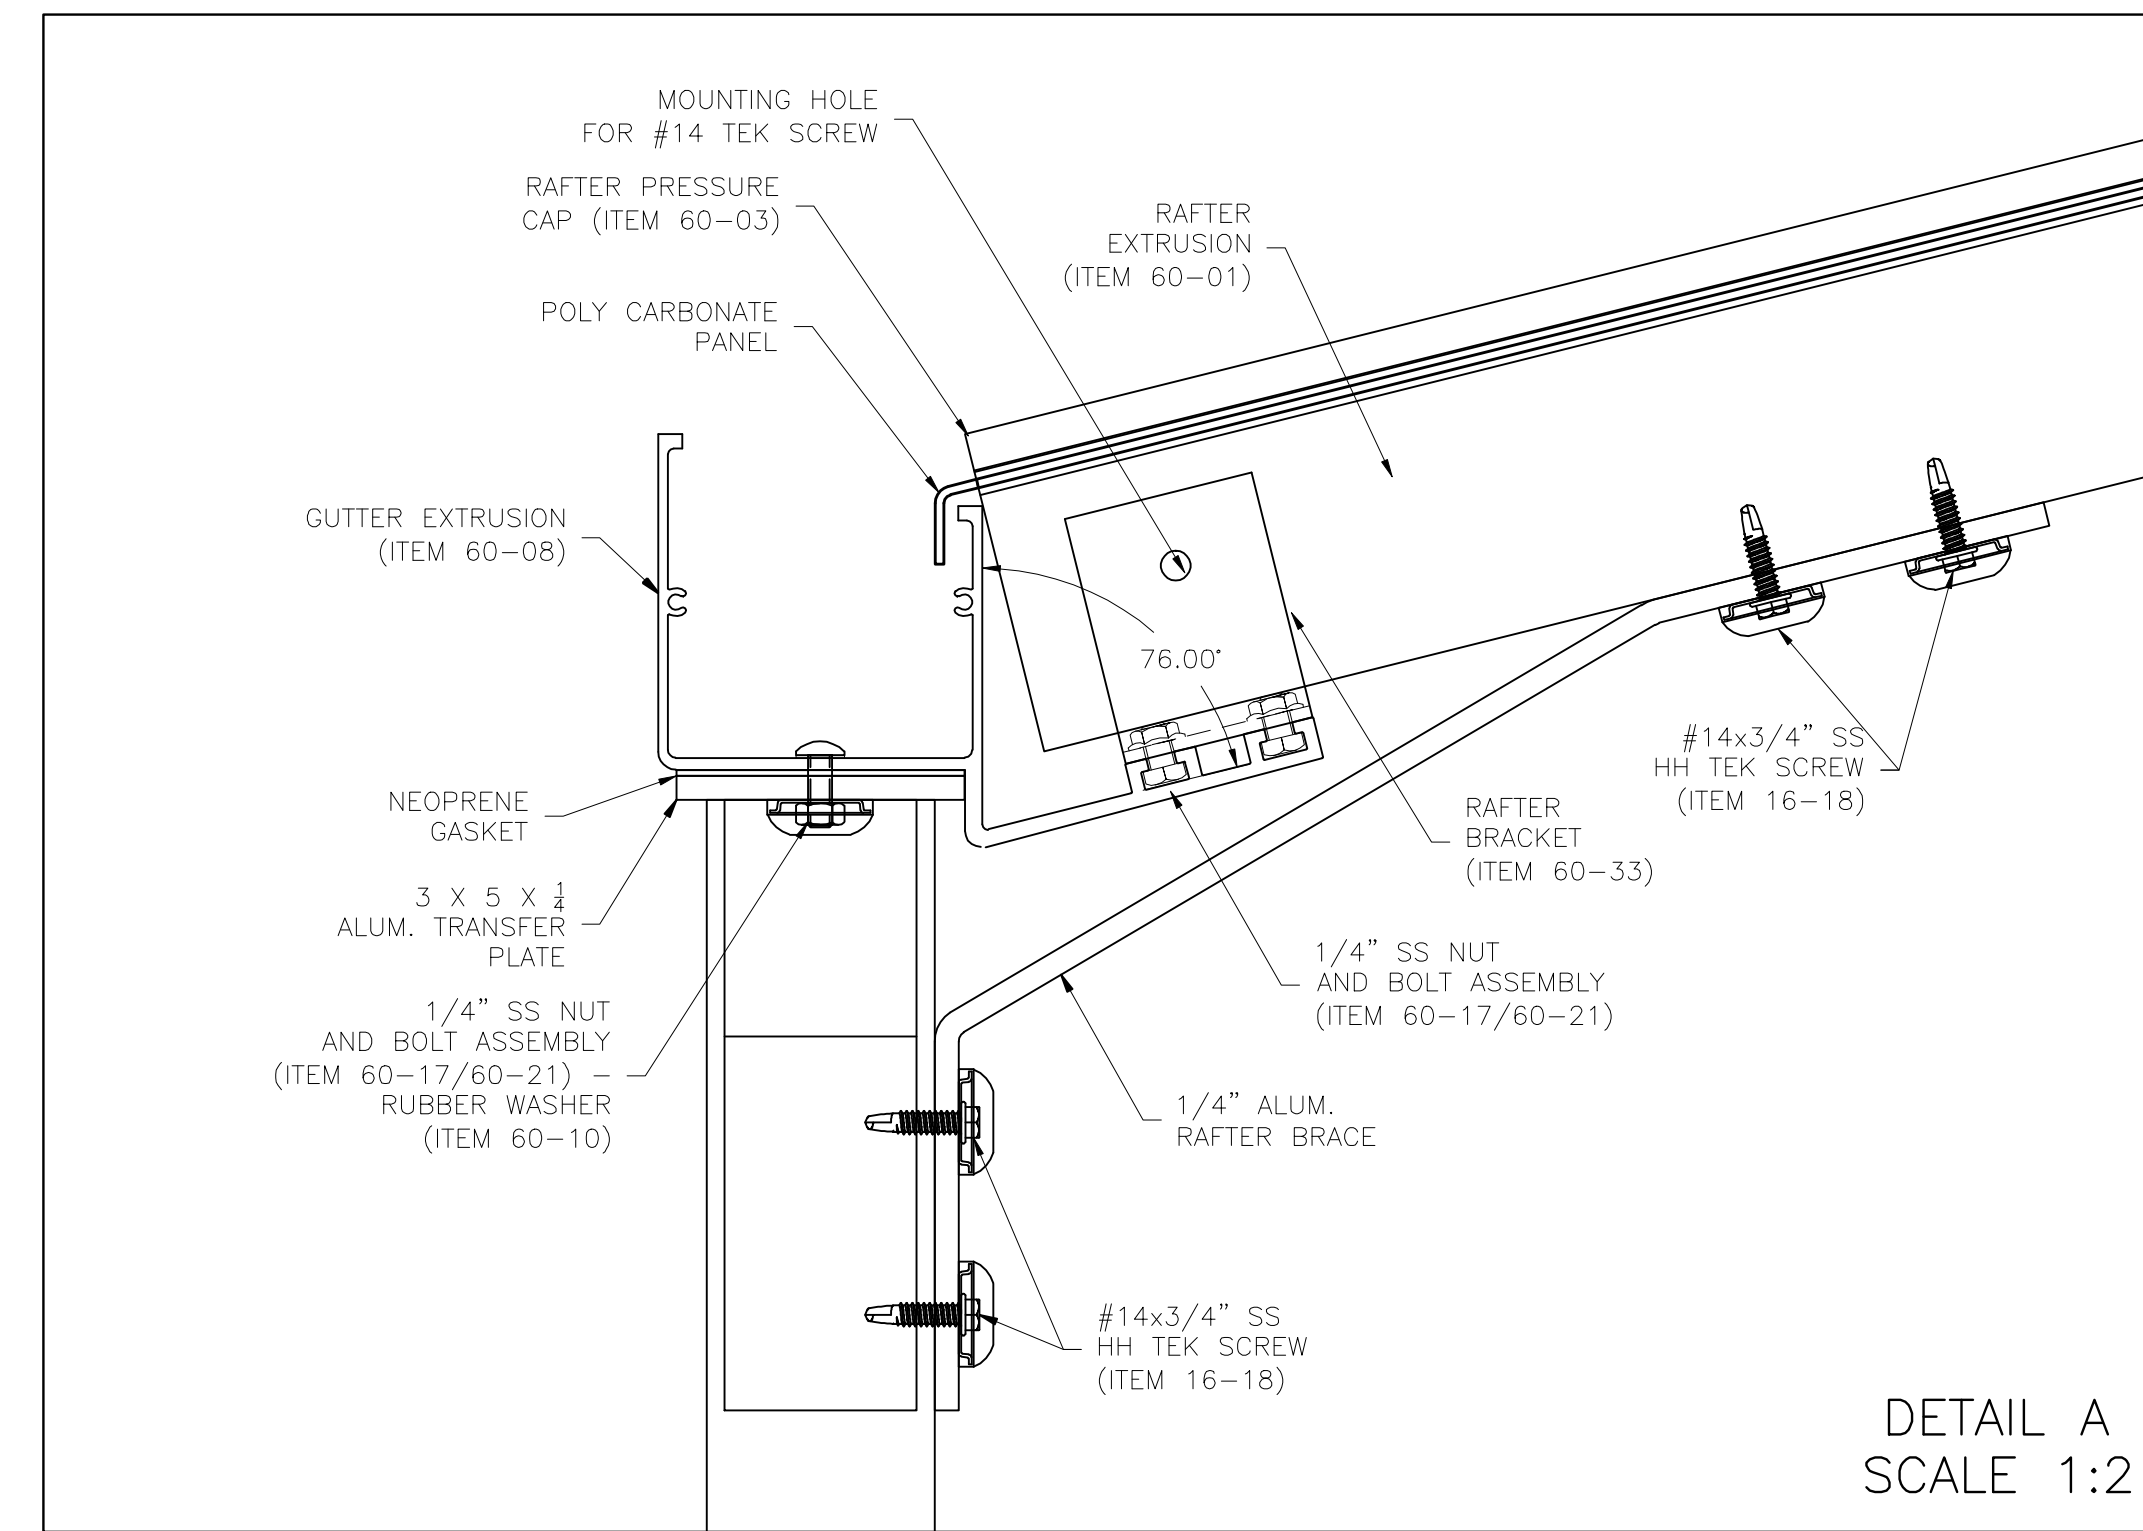 MOUNTING HOLE
FOR #14 TEK SCREW
RAFTER PRESSURE
CAP (ITEM 60-03)
RAFTER
EXTRUSION
(ITEM 60-01)
POLY CARBONATE
PANEL
GUTTER EXTRUSION
(ITEM 60-08)
76.00°
#14x3/4" SS
HH TEK SCREW
(ITEM 16-18)
NEOPRENE
GASKET
RAFTER
BRACKET
(ITEM 60-33)
3 X 5 X 1/4
ALUM. TRANSFER
PLATE
1/4" SS NUT
AND BOLT ASSEMBLY
(ITEM 60-17/60-21)
1/4" SS NUT
AND BOLT ASSEMBLY
(ITEM 60-17/60-21) -
RUBBER WASHER
(ITEM 60-10)
1/4" ALUM.
RAFTER BRACE
#14x3/4" SS
HH TEK SCREW
(ITEM 16-18)
DETAIL A
SCALE 1:2